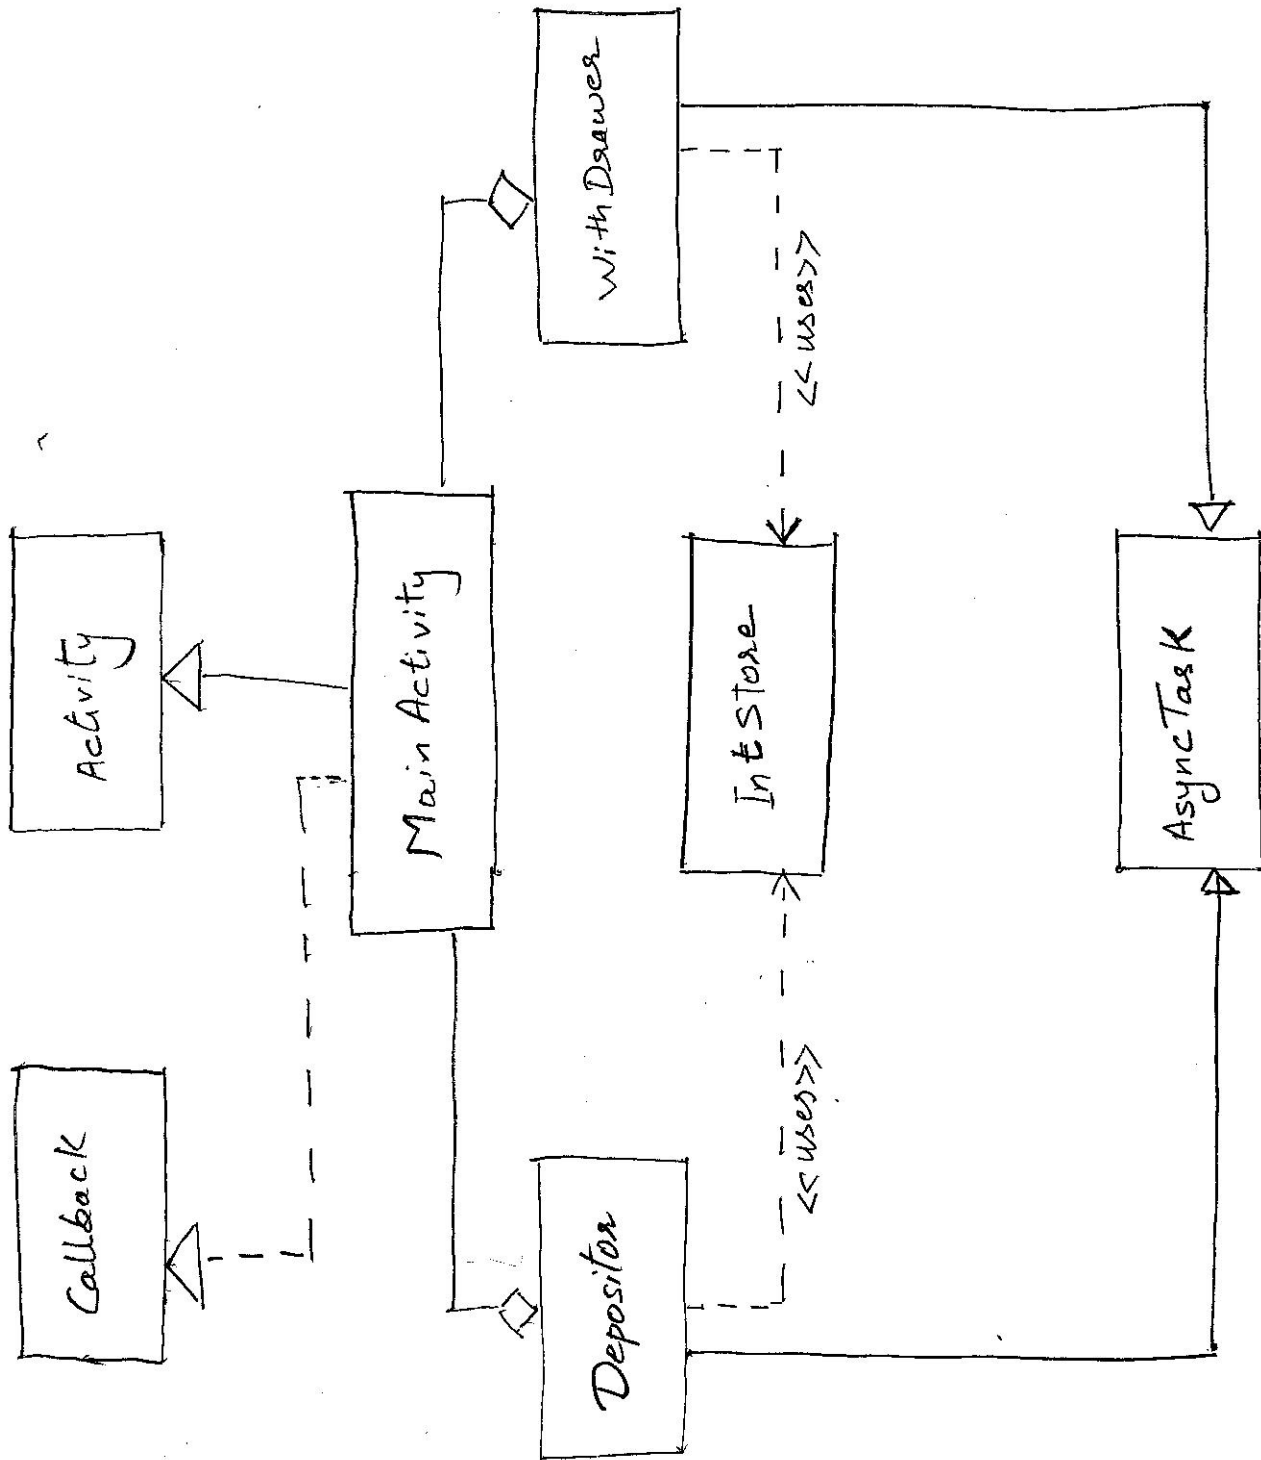 Callback
Activity
Main Activity
Depositor
WithDrawer
IntStore
<<uses>>
<<uses>>
AsyncTask